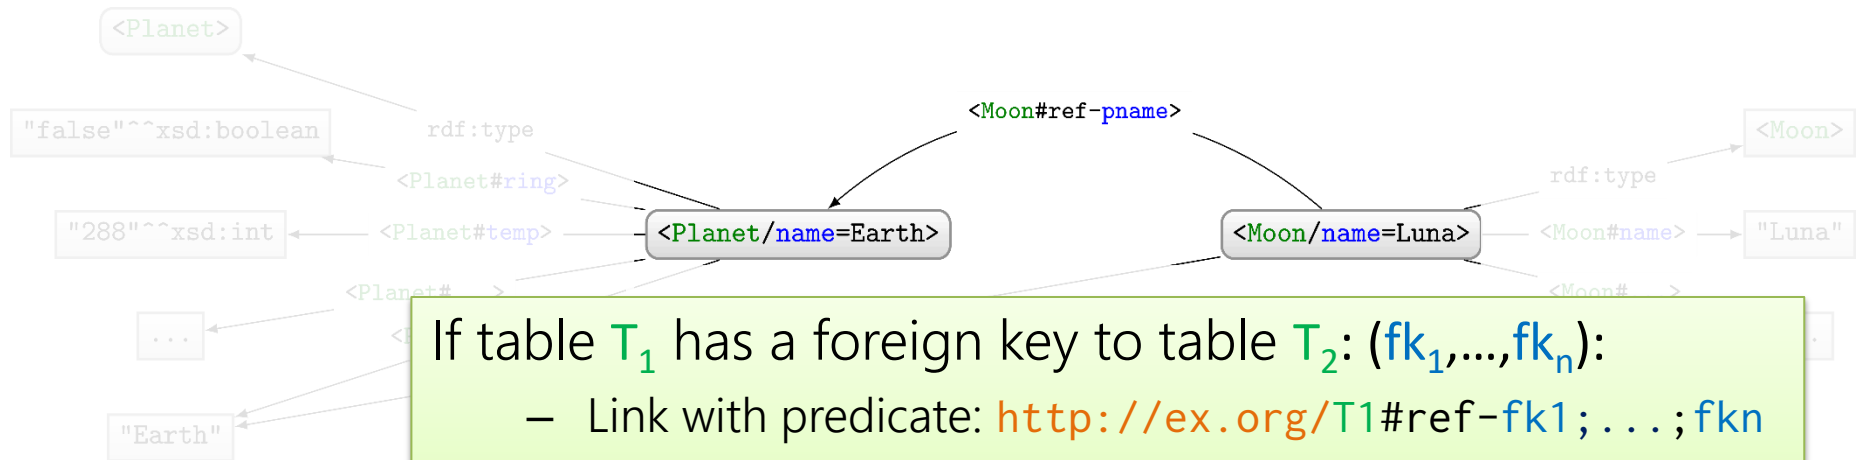 <Planet>
<Moon#ref-pname>
"false"^^xsd:boolean
rdf:type
<Moon>
<Planet#ring>
rdf:type
"288"^^xsd:int
<Planet#temp>
<Planet/name=Earth>
<Moon/name=Luna>
<Moon#name>
"Luna"
<Planet#...>
<Moon#...>
...
If table T₁ has a foreign key to table T₂: (fk₁,...,fkₙ):
– Link with predicate: http://ex.org/T1#ref-fk1;...;fkn
"Earth"